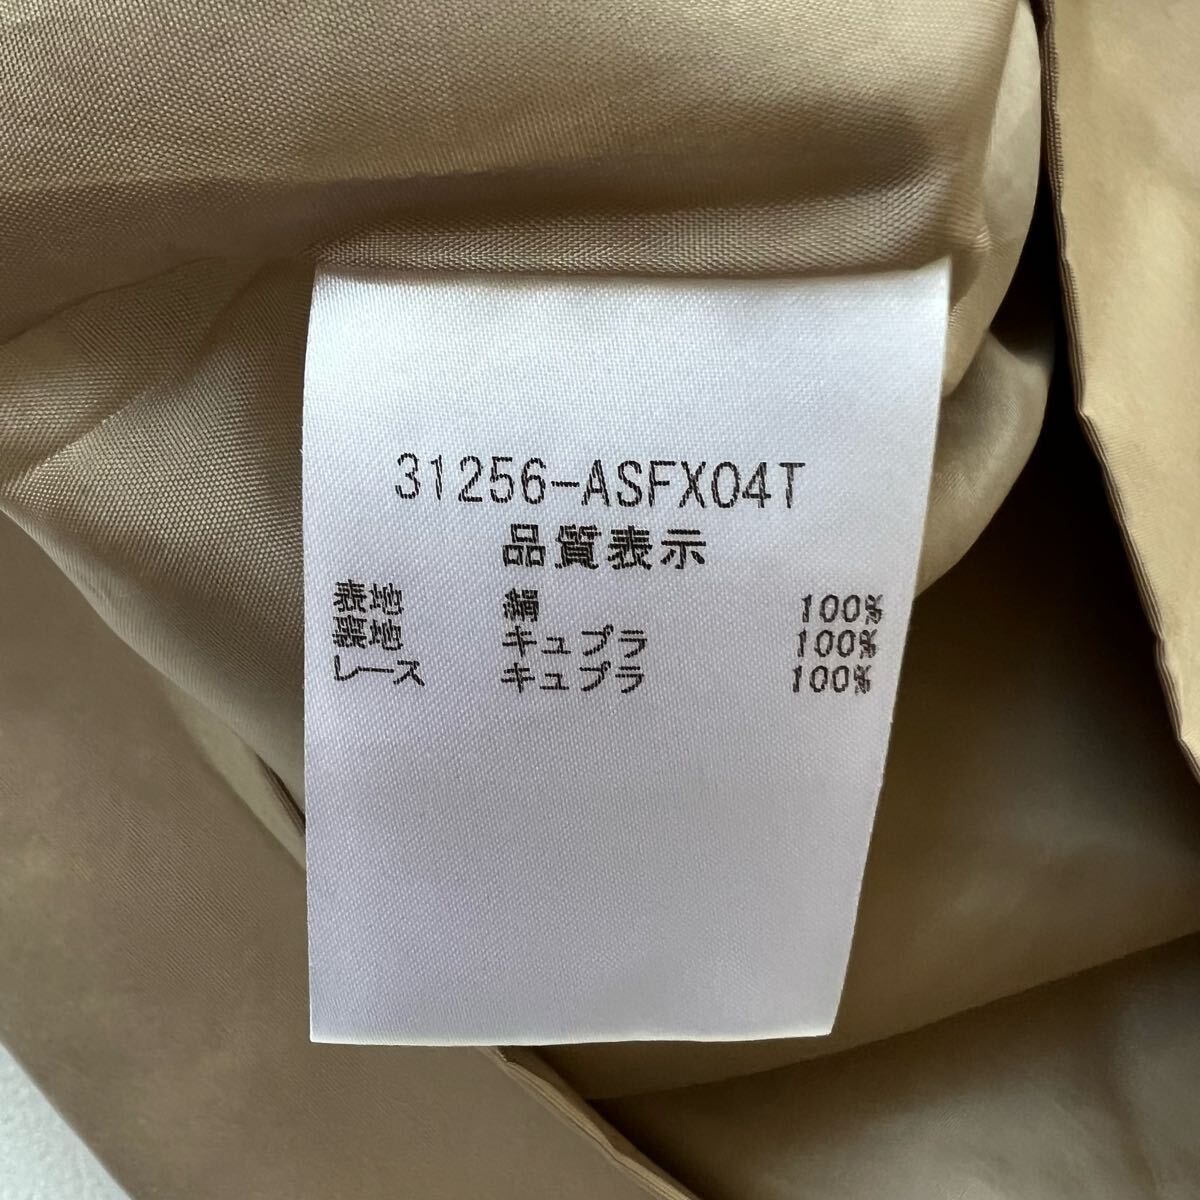 31256-ASFX04T
品質表示
表地 絹 100%
裏地 キュプラ 100%
レース キュプラ 100%